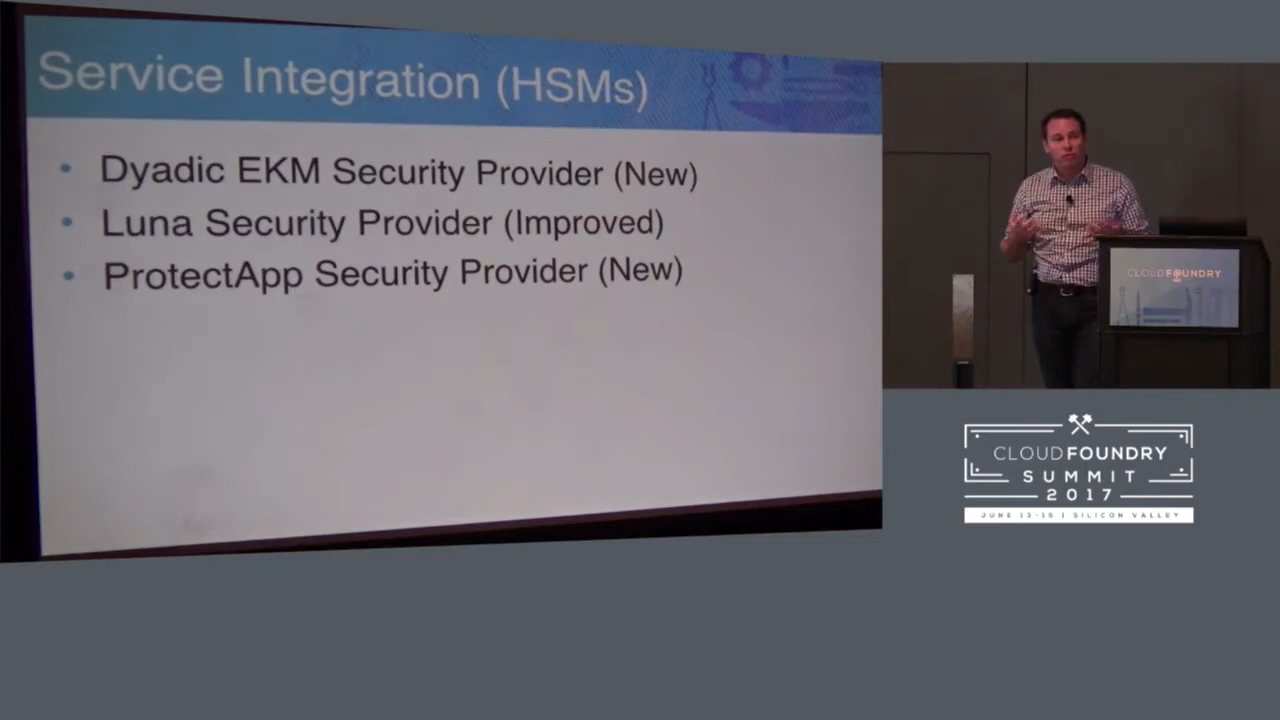 Service Integration (HSMs)
• Dyadic EKM Security Provider (New)
• Luna Security Provider (Improved)
• ProtectApp Security Provider (New)
CLOUDFOUNDRY
CLOUDFOUNDRY
SUMMIT
2017
JUNE 13-15 | SILICON VALLEY